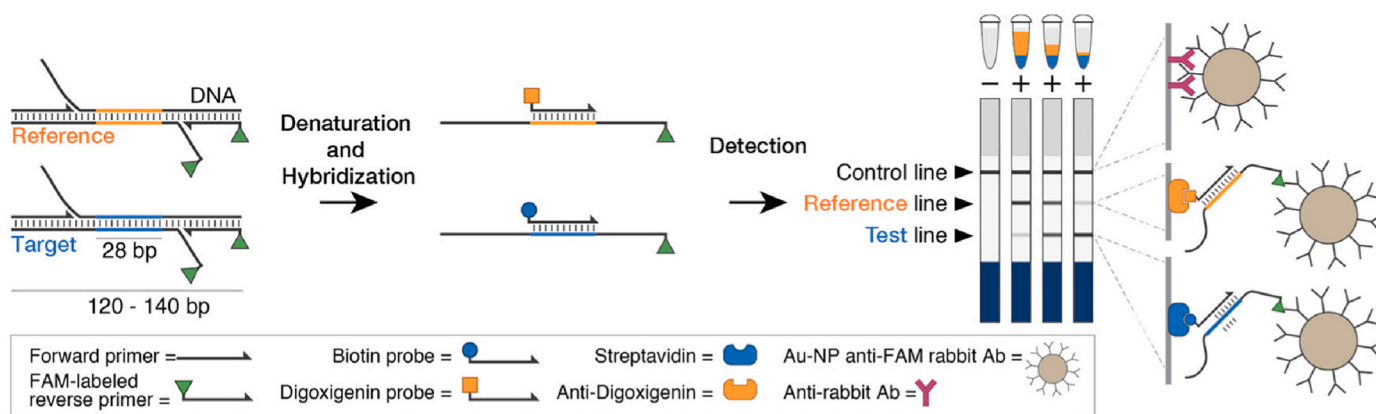 DNA
Reference
Target
28 bp
120 - 140 bp
Denaturation
and
Hybridization
Detection
− + + +
Control line
Reference line
Test line
Forward primer =
FAM-labeled
reverse primer =
Biotin probe =
Digoxigenin probe =
Streptavidin =
Anti-Digoxigenin =
Au-NP anti-FAM rabbit Ab =
Anti-rabbit Ab =